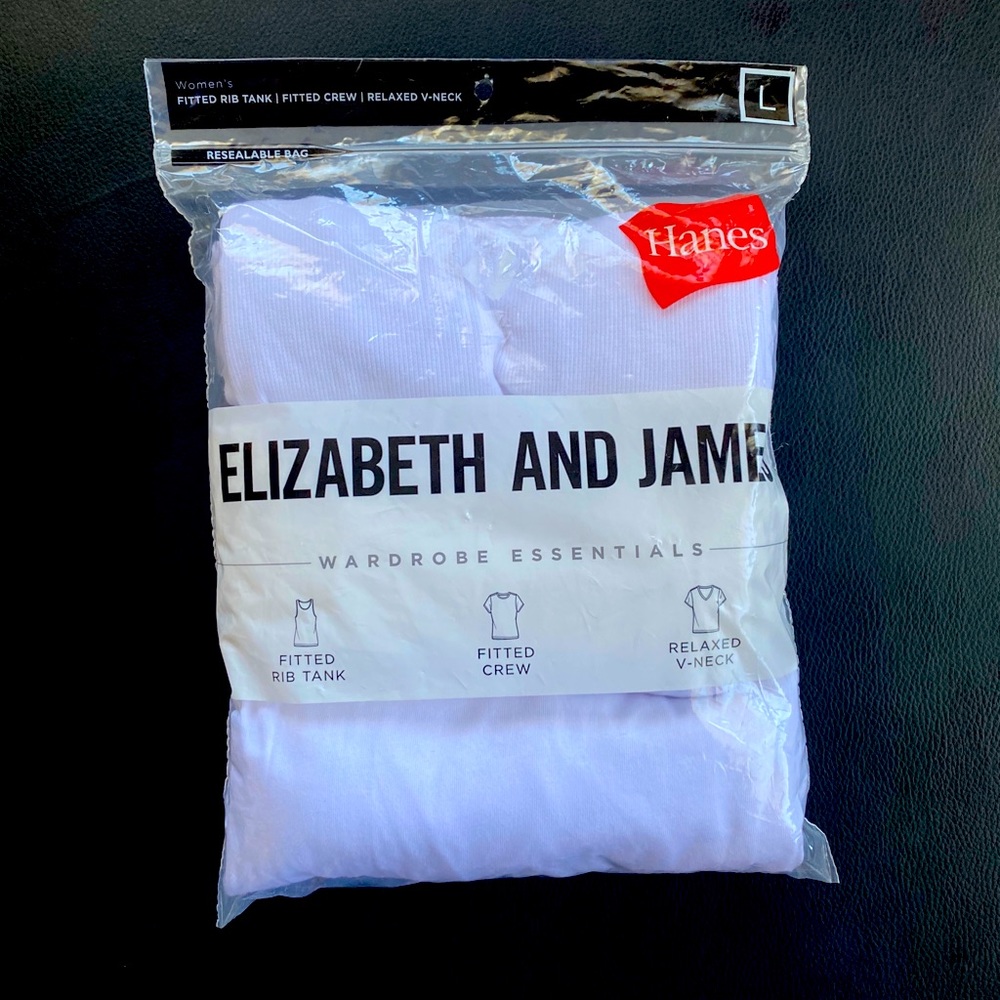 Women's
FITTED RIB TANK | FITTED CREW | RELAXED V-NECK
L
RESEALABLE BAG
Hanes
ELIZABETH AND JAMES
WARDROBE ESSENTIALS
FITTED
RIB TANK
FITTED
CREW
RELAXED
V-NECK